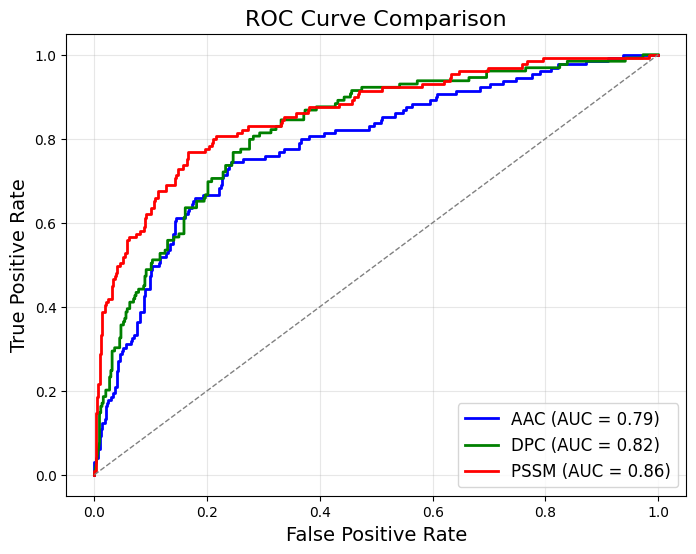 ROC Curve Comparison
True Positive Rate
1.0
0.8
0.6
0.4
0.2
0.0
0.0 0.2 0.4 0.6 0.8 1.0
False Positive Rate
AAC (AUC = 0.79)
DPC (AUC = 0.82)
PSSM (AUC = 0.86)